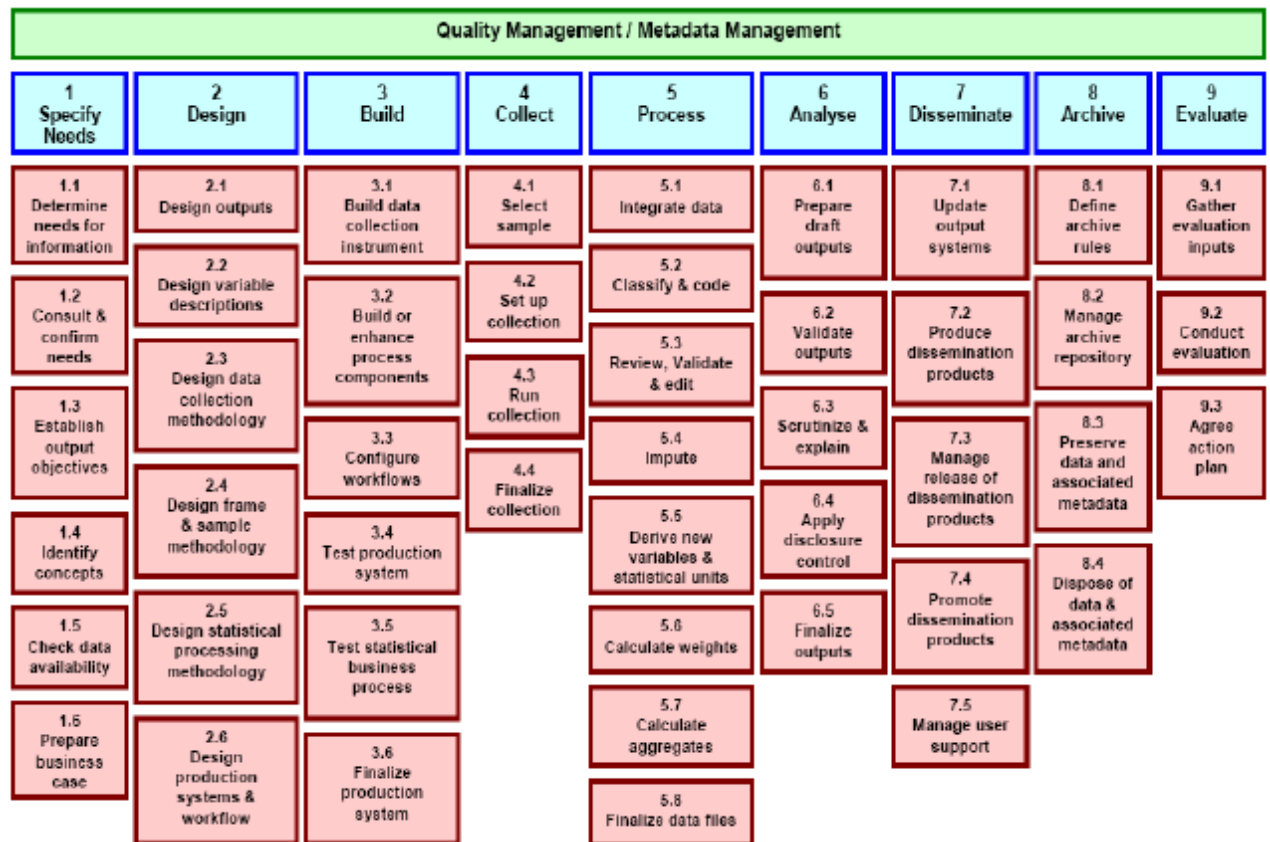 Quality Management / Metadata Management
1
Specify
Needs
2
Design
3
Build
4
Collect
5
Process
6
Analyse
7
Disseminate
8
Archive
9
Evaluate
1.1
Determine
needs for
information
1.2
Consult &
confirm
needs
1.3
Establish
output
objectives
1.4
Identify
concepts
1.5
Check data
availability
1.6
Prepare
business
case
2.1
Design outputs
2.2
Design variable
descriptions
2.3
Design data
collection
methodology
2.4
Design frame
& sample
methodology
2.5
Design statistical
processing
methodology
2.6
Design
production
systems &
workflow
3.1
Build data
collection
instrument
3.2
Build or
enhance
process
components
3.3
Configure
workflows
3.4
Test production
system
3.5
Test statistical
business
process
3.6
Finalize
production
system
4.1
Select
sample
4.2
Set up
collection
4.3
Run
collection
4.4
Finalize
collection
5.1
Integrate data
5.2
Classify & code
5.3
Review, Validate
& edit
5.4
Impute
5.5
Derive new
variables &
statistical units
5.6
Calculate weights
5.7
Calculate
aggregates
5.8
Finalize data files
6.1
Prepare
draft
outputs
6.2
Validate
outputs
6.3
Scrutinize &
explain
6.4
Apply
disclosure
control
6.5
Finalize
outputs
7.1
Update
output
systems
7.2
Produce
dissemination
products
7.3
Manage
release of
dissemination
products
7.4
Promote
dissemination
products
7.5
Manage user
support
8.1
Define
archive
rules
8.2
Manage
archive
repository
8.3
Preserve
data and
associated
metadata
8.4
Dispose of
data &
associated
metadata
9.1
Gather
evaluation
inputs
9.2
Conduct
evaluation
9.3
Agree
action
plan